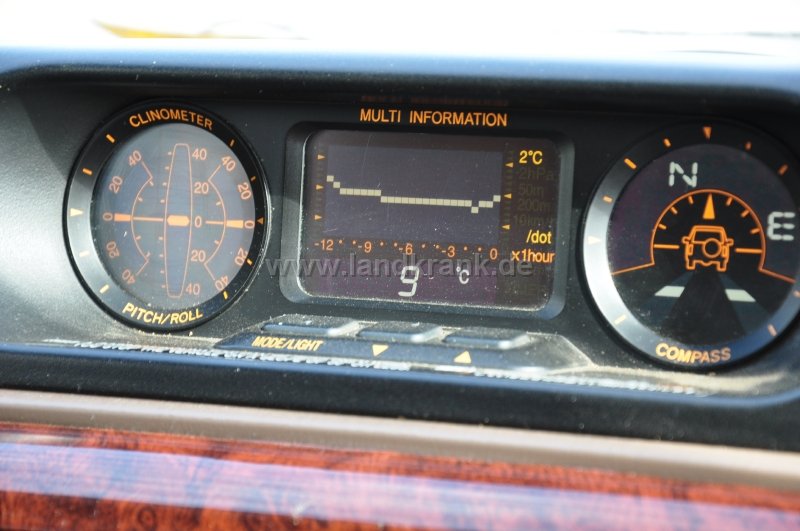 CLINOMETER
40 40
20 20
0 0
20 20
40 40
PITCH/ROLL
MULTI INFORMATION
2°C
-2hPa
50m
200m
10km/h
/dot
-12 -9 -6 -3 0 x1hour
9 °C
www.landkrank.de
MODE/LIGHT
N
E
COMPASS